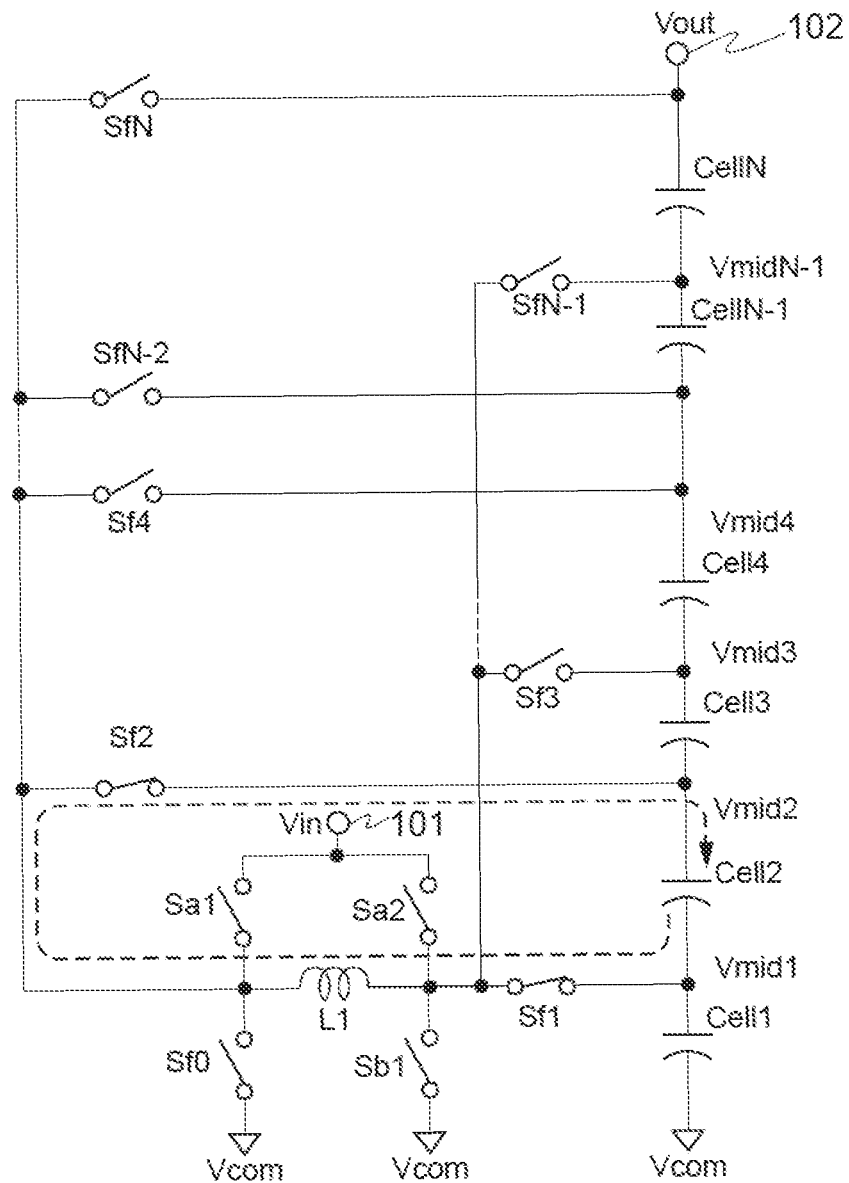 Vout 102
SfN
CellN
VmidN-1
SfN-1
CellN-1
SfN-2
Sf4
Vmid4
Cell4
Vmid3
Sf3
Cell3
Sf2
Vin 101
Vmid2
Cell2
Sa1
Sa2
Vmid1
L1
Sf1
Cell1
Sf0
Sb1
Vcom
Vcom
Vcom